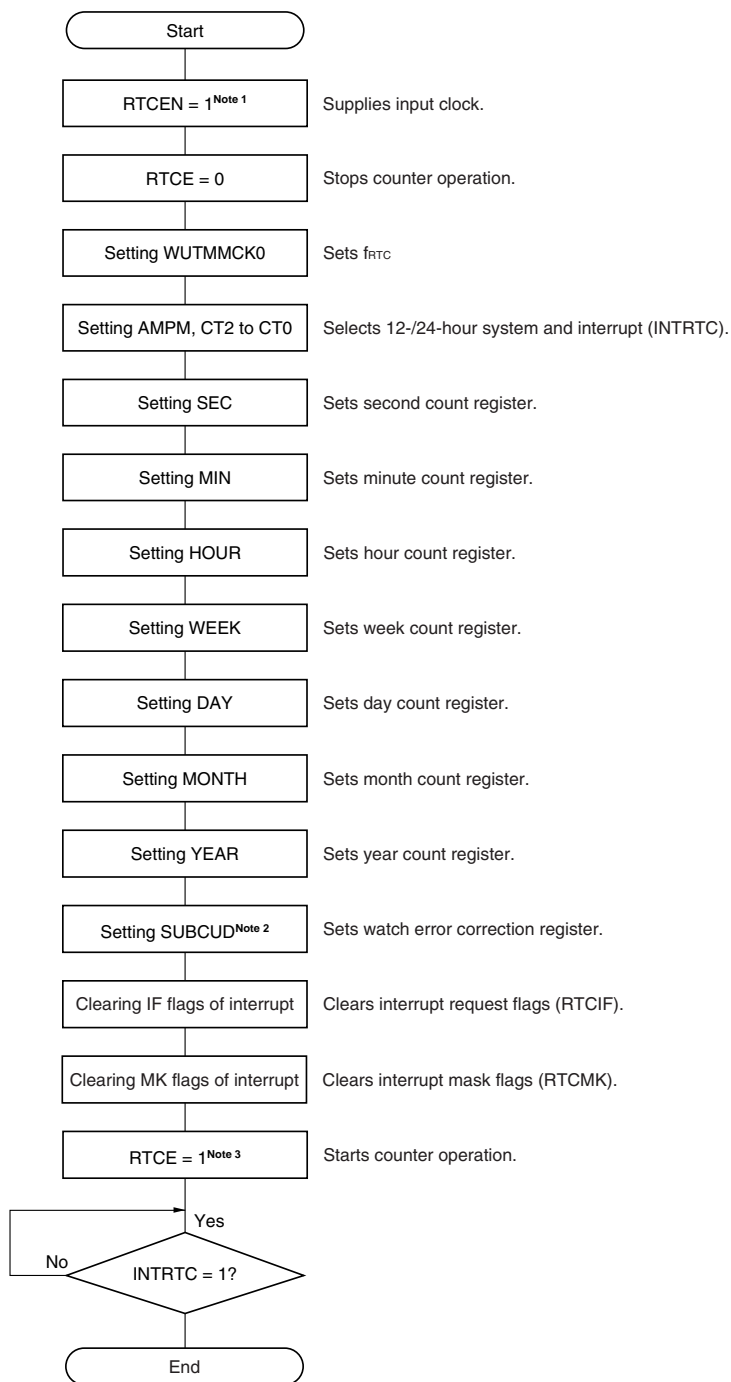 Start
RTCEN = 1Note 1
Supplies input clock.
RTCE = 0
Stops counter operation.
Setting WUTMMCK0
Sets fRTC
Setting AMPM, CT2 to CT0
Selects 12-/24-hour system and interrupt (INTRTC).
Setting SEC
Sets second count register.
Setting MIN
Sets minute count register.
Setting HOUR
Sets hour count register.
Setting WEEK
Sets week count register.
Setting DAY
Sets day count register.
Setting MONTH
Sets month count register.
Setting YEAR
Sets year count register.
Setting SUBCUDNote 2
Sets watch error correction register.
Clearing IF flags of interrupt
Clears interrupt request flags (RTCIF).
Clearing MK flags of interrupt
Clears interrupt mask flags (RTCMK).
RTCE = 1Note 3
Starts counter operation.
Yes
No
INTRTC = 1?
End